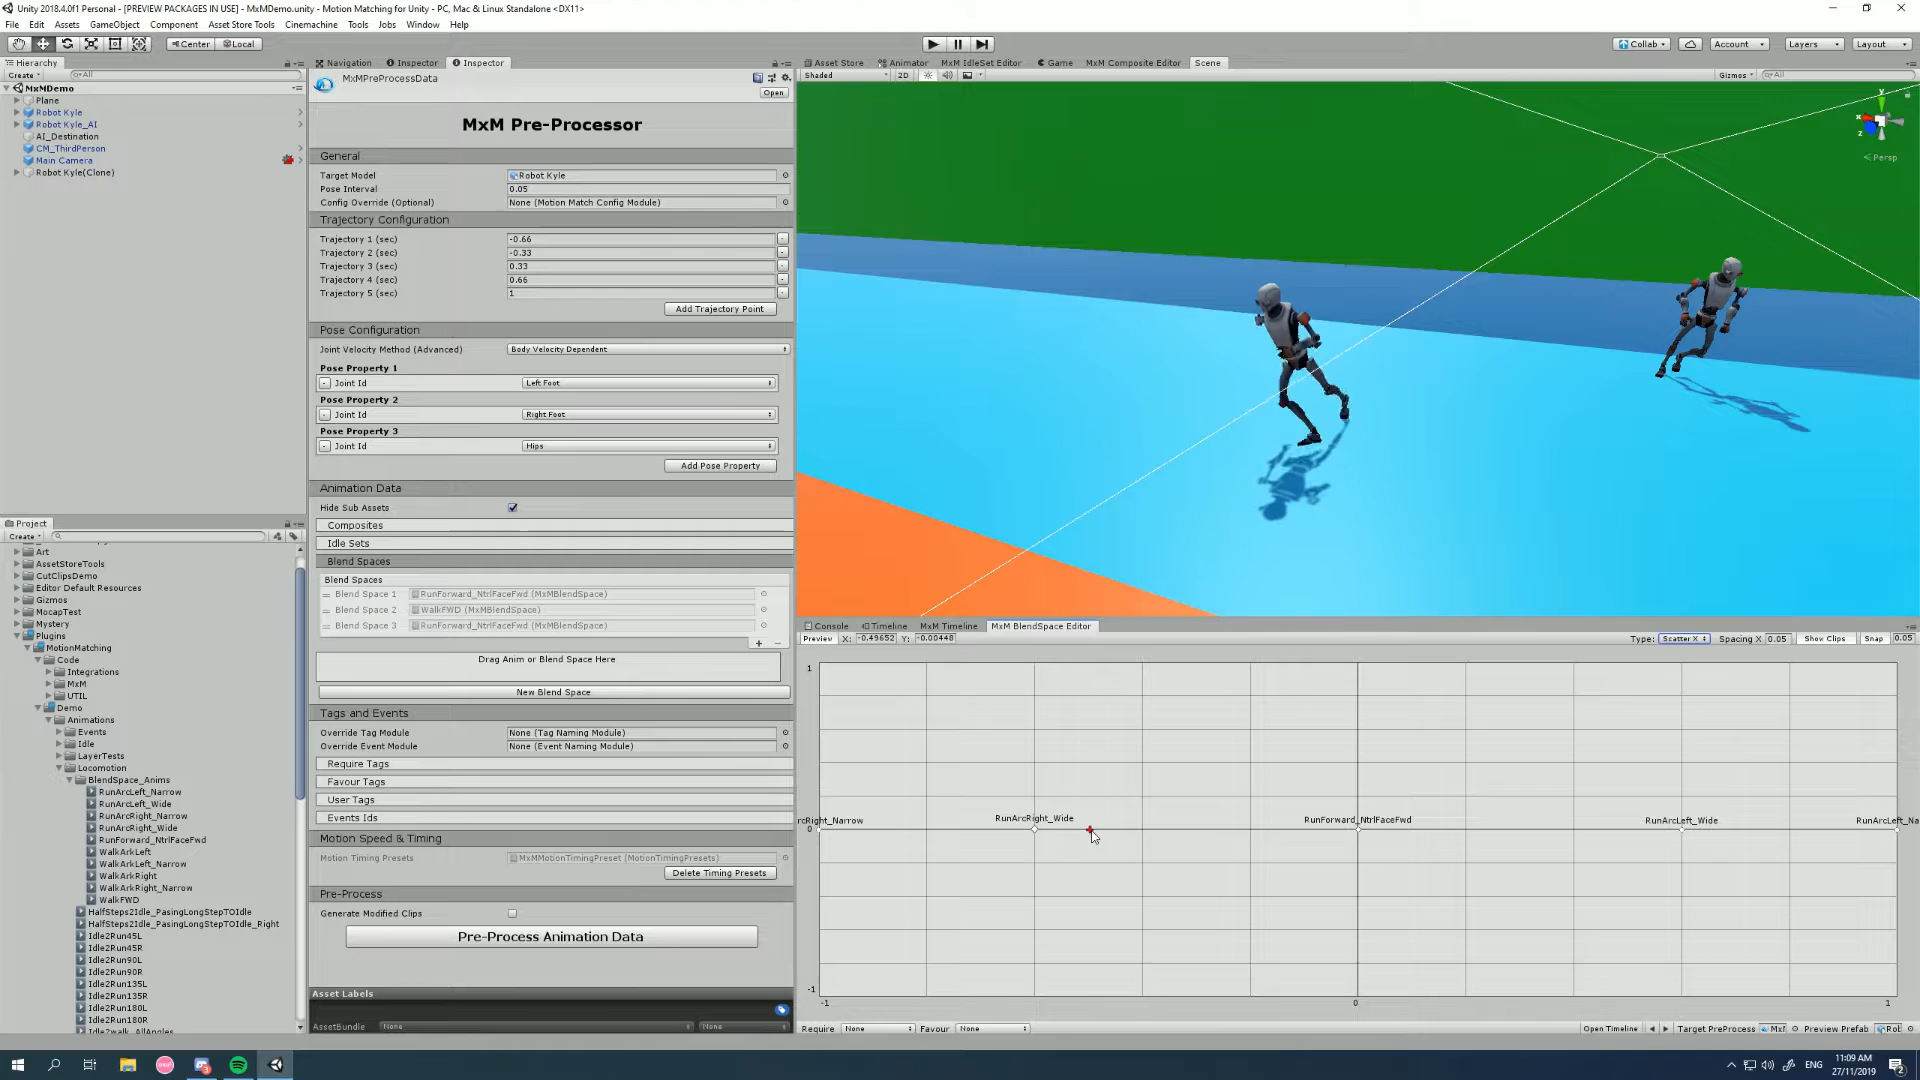 Unity 2018.4.0f1 Personal - [PREVIEW PACKAGES IN USE] - MxMDemo.unity - Motion Matching for Unity - PC, Mac & Linux Standalone <DX11>
File Edit Assets GameObject Component Asset Store Tools Cinemachine Tools Jobs Window Help
Center Local Collab Account Layers Layout
Hierarchy
Create All
MxMDemo
Plane
Robot Kyle
Robot Kyle_AI
AI_Destination
CM_ThirdPerson
Main Camera
Robot Kyle(Clone)
Project
Create
Art
AssetStoreTools
CutClipsDemo
Editor Default Resources
Gizmos
MocapTest
Mystery
Plugins
MotionMatching
Code
Integrations
MxM
UTIL
Demo
Animations
Events
Idle
LayerTests
Locomotion
BlendSpace_Anims
RunArcLeft_Narrow
RunArcLeft_Wide
RunArcRight_Narrow
RunArcRight_Wide
RunForward_NtrlFaceFwd
WalkArkLeft
WalkArkLeft_Narrow
WalkArkRight
WalkArkRight_Narrow
WalkFWD
HalfSteps2Idle_PasingLongStepTOIdle
HalfSteps2Idle_PasingLongStepTOIdle_Right
Idle2Run45L
Idle2Run45R
Idle2Run90L
Idle2Run90R
Idle2Run135L
Idle2Run135R
Idle2Run180L
Idle2Run180R
Idle2walk_AllAngles
Navigation Inspector Inspector
MxMPreProcessData
Open
MxM Pre-Processor
General
Target Model Robot Kyle
Pose Interval 0.05
Config Override (Optional) None (Motion Match Config Module)
Trajectory Configuration
Trajectory 1 (sec) -0.66
Trajectory 2 (sec) -0.33
Trajectory 3 (sec) 0.33
Trajectory 4 (sec) 0.66
Trajectory 5 (sec) 1
Add Trajectory Point
Pose Configuration
Joint Velocity Method (Advanced) Body Velocity Dependent
Pose Property 1
- Joint Id Left Foot
Pose Property 2
- Joint Id Right Foot
Pose Property 3
- Joint Id Hips
Add Pose Property
Animation Data
Hide Sub Assets
Composites
Idle Sets
Blend Spaces
Blend Spaces
Blend Space 1 RunForward_NtrlFaceFwd (MxMBlendSpace)
Blend Space 2 WalkFWD (MxMBlendSpace)
Blend Space 3 RunForward_NtrlFaceFwd (MxMBlendSpace)
+ -
Drag Anim or Blend Space Here
New Blend Space
Tags and Events
Override Tag Module None (Tag Naming Module)
Override Event Module None (Event Naming Module)
Require Tags
Favour Tags
User Tags
Events Ids
Motion Speed & Timing
Motion Timing Presets MxMMotionTimingPreset (MotionTimingPresets)
Delete Timing Presets
Pre-Process
Generate Modified Clips
Pre-Process Animation Data
Asset Labels
AssetBundle None None
Asset Store Animator MxM IdleSet Editor Game MxM Composite Editor Scene
Shaded 2D Gizmos All
y
x
z
Persp
Console Timeline MxM Timeline MxM BlendSpace Editor
Preview X: -0.49652 Y: -0.00448 Type: Scatter X Spacing X 0.05 Show Clips Snap 0.05
1
0
-1
rcRight_Narrow RunArcRight_Wide RunForward_NtrlFaceFwd RunArcLeft_Wide RunArcLeft_Na
-1 0 1
Require None Favour None Open Timeline Target PreProcess MxM Preview Prefab Rot
ENG 11:09 AM
27/11/2019